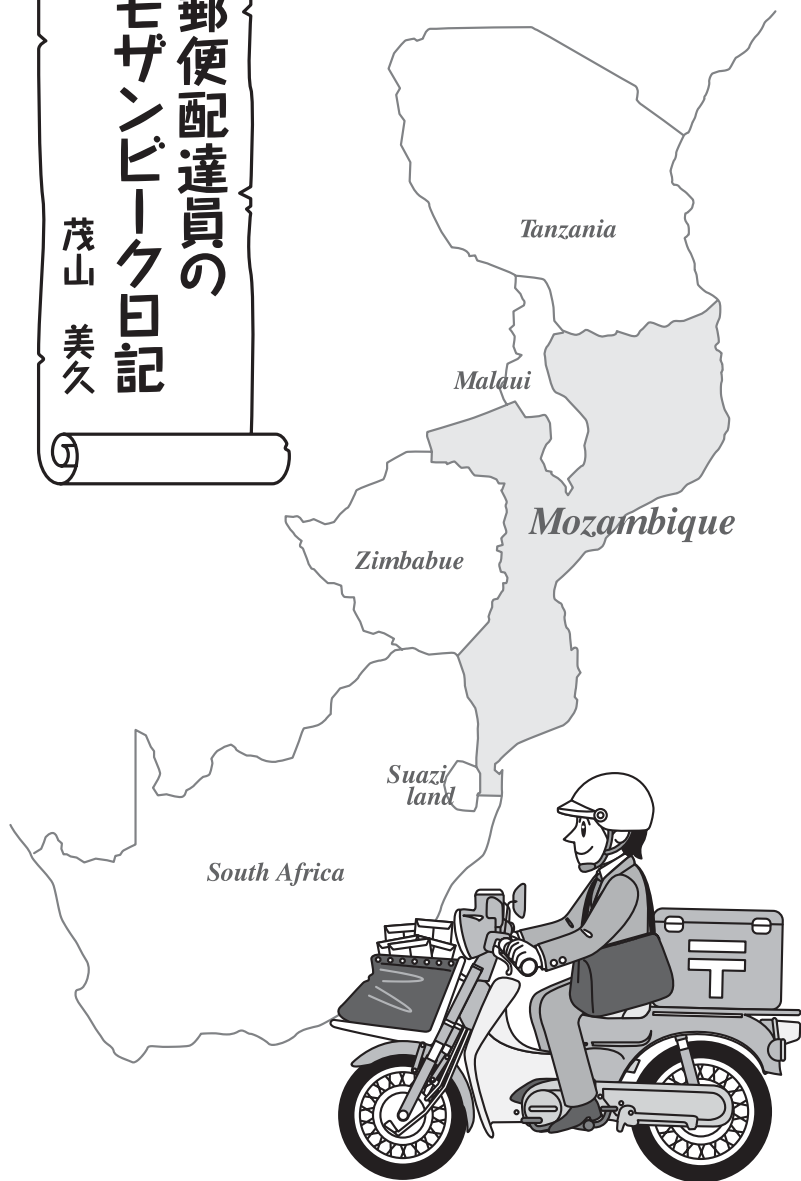 郵便配達員の
モザンビーク日記
茂山 美久
Tanzania
Malaui
Mozambique
Zimbabue
Suazi
land
South Africa